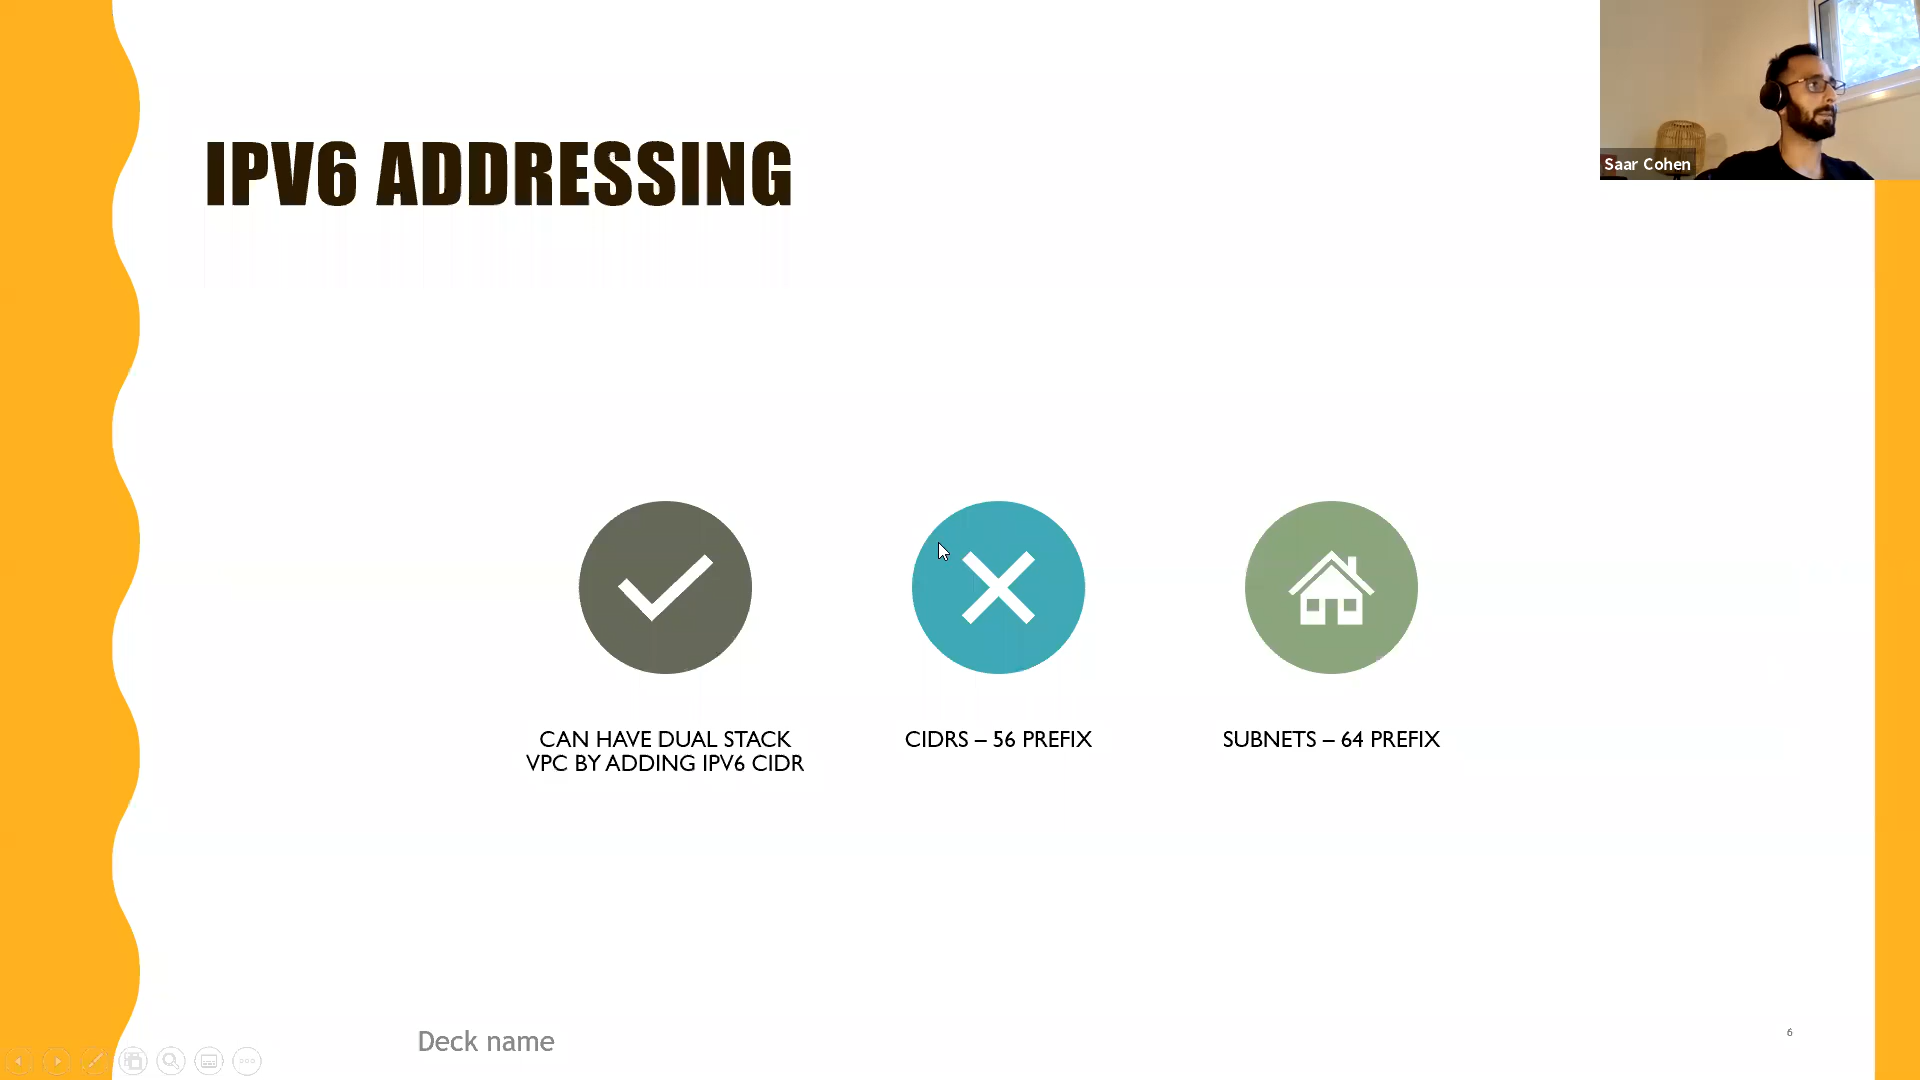 IPV6 ADDRESSING
Saar Cohen
CAN HAVE DUAL STACK
VPC BY ADDING IPV6 CIDR
CIDRS – 56 PREFIX
SUBNETS – 64 PREFIX
Deck name
6